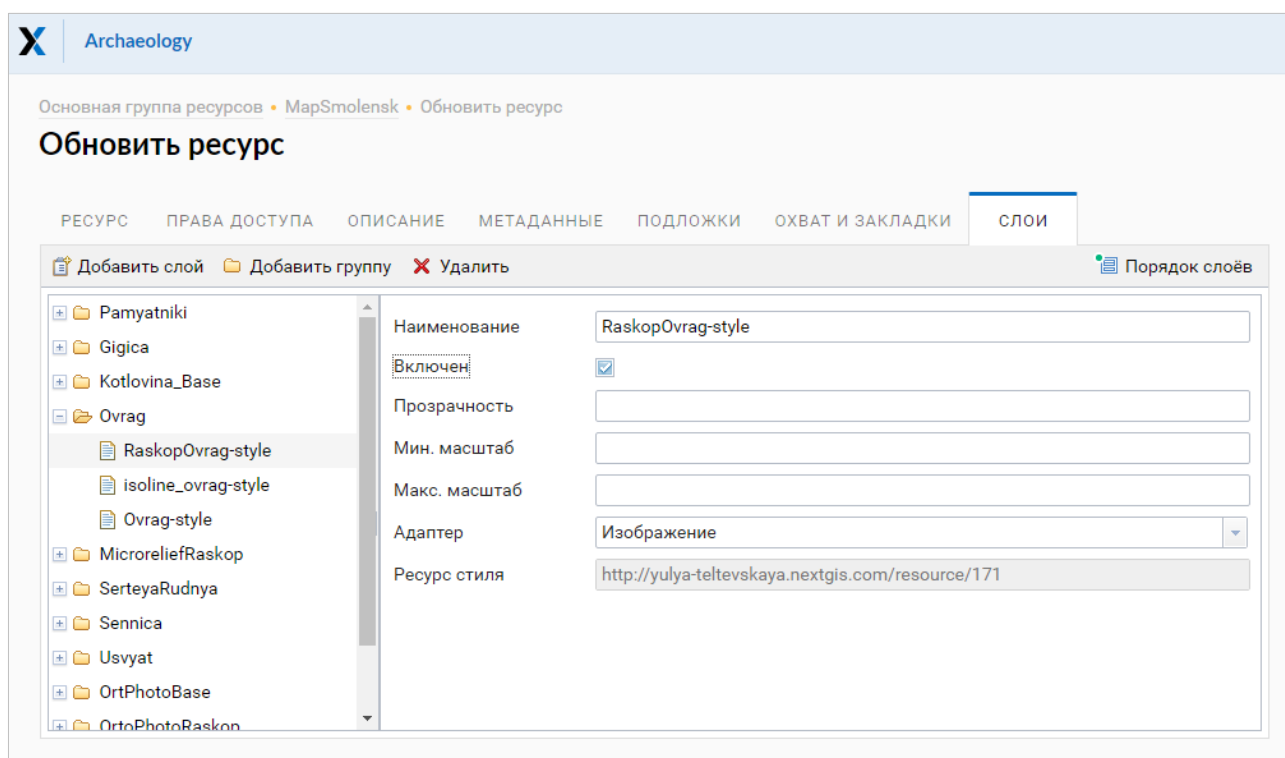 Archaeology
Основная группа ресурсов • MapSmolensk • Обновить ресурс
Обновить ресурс
РЕСУРС ПРАВА ДОСТУПА ОПИСАНИЕ МЕТАДАННЫЕ ПОДЛОЖКИ ОХВАТ И ЗАКЛАДКИ СЛОИ
Добавить слой Добавить группу Удалить Порядок слоёв
Pamyatniki
Gigica
Kotlovina_Base
Ovrag
RaskopOvrag-style
isoline_ovrag-style
Ovrag-style
MicroreliefRaskop
SerteyaRudnya
Sennica
Usvyat
OrtPhotoBase
OrtoPhotoRaskop
Наименование RaskopOvrag-style
Включен
Прозрачность
Мин. масштаб
Макс. масштаб
Адаптер Изображение
Ресурс стиля http://yulya-teltevskaya.nextgis.com/resource/171